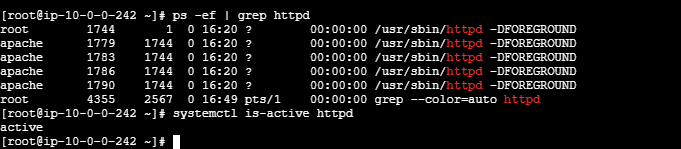 [root@ip-10-0-0-242 ~]# ps -ef | grep httpd
root        1744       1  0 16:20 ?        00:00:00 /usr/sbin/httpd -DFOREGROUND
apache      1779    1744  0 16:20 ?        00:00:00 /usr/sbin/httpd -DFOREGROUND
apache      1783    1744  0 16:20 ?        00:00:00 /usr/sbin/httpd -DFOREGROUND
apache      1786    1744  0 16:20 ?        00:00:00 /usr/sbin/httpd -DFOREGROUND
apache      1790    1744  0 16:20 ?        00:00:00 /usr/sbin/httpd -DFOREGROUND
root        4355    2567  0 16:49 pts/1    00:00:00 grep --color=auto httpd
[root@ip-10-0-0-242 ~]# systemctl is-active httpd
active
[root@ip-10-0-0-242 ~]#